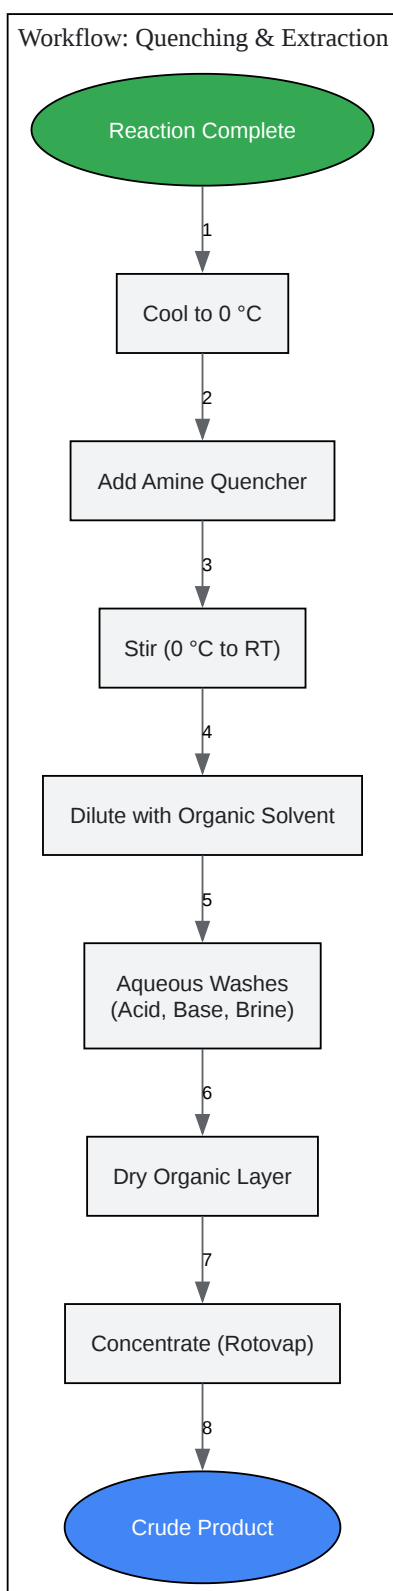 Workflow: Quenching & Extraction
Reaction Complete
1
Cool to 0 °C
2
Add Amine Quencher
3
Stir (0 °C to RT)
4
Dilute with Organic Solvent
5
Aqueous Washes
(Acid, Base, Brine)
6
Dry Organic Layer
7
Concentrate (Rotovap)
8
Crude Product